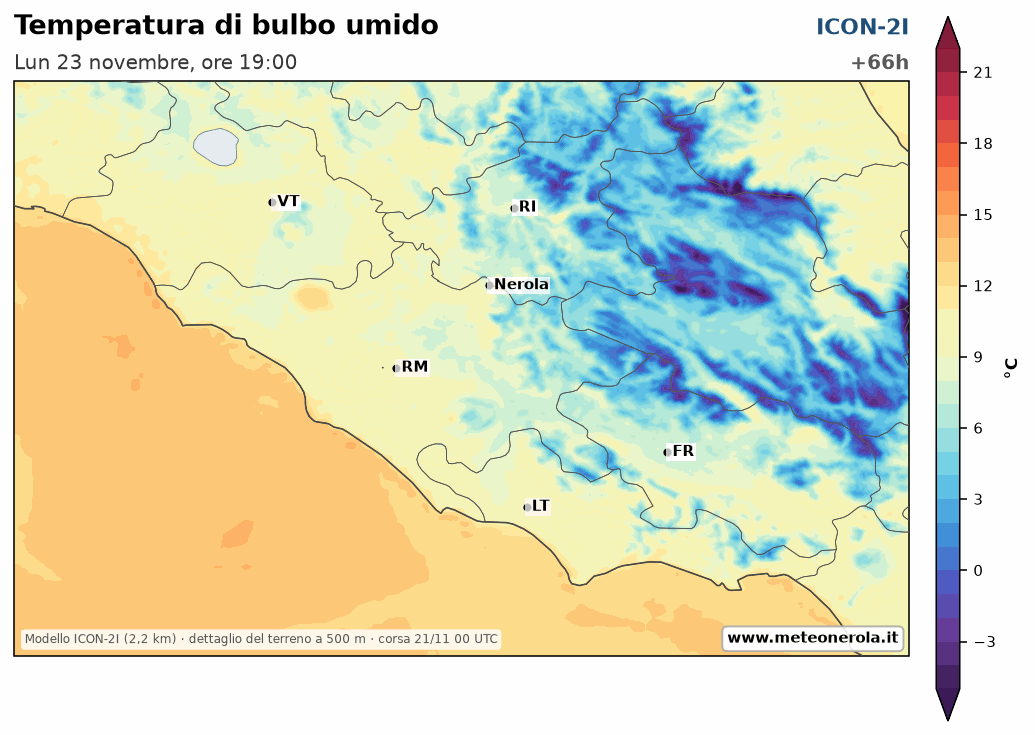 Temperatura di bulbo umido
ICON-2I
Lun 23 novembre, ore 19:00
+66h
VT
RI
Nerola
RM
FR
LT
Modello ICON-2I (2,2 km) · dettaglio del terreno a 500 m · corsa 21/11 00 UTC
www.meteonerola.it
21
18
15
12
9
6
3
0
−3
°C